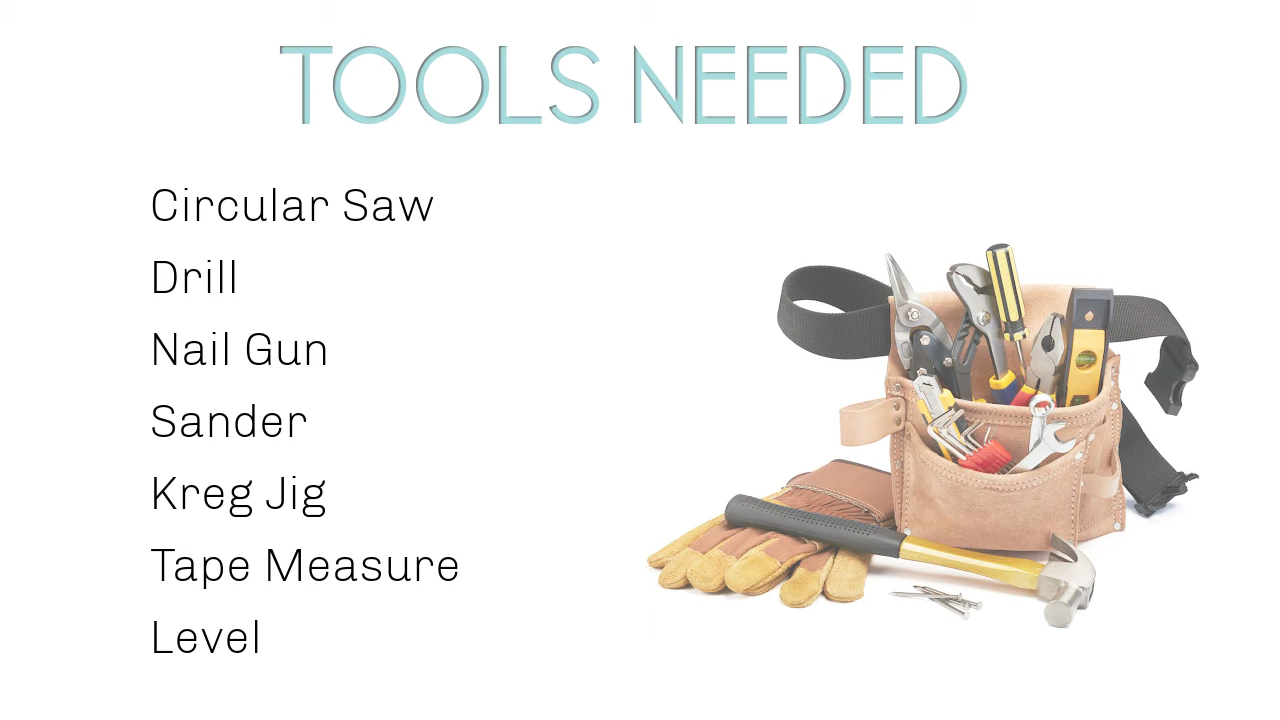 TOOLS NEEDED
Circular Saw
Drill
Nail Gun
Sander
Kreg Jig
Tape Measure
Level